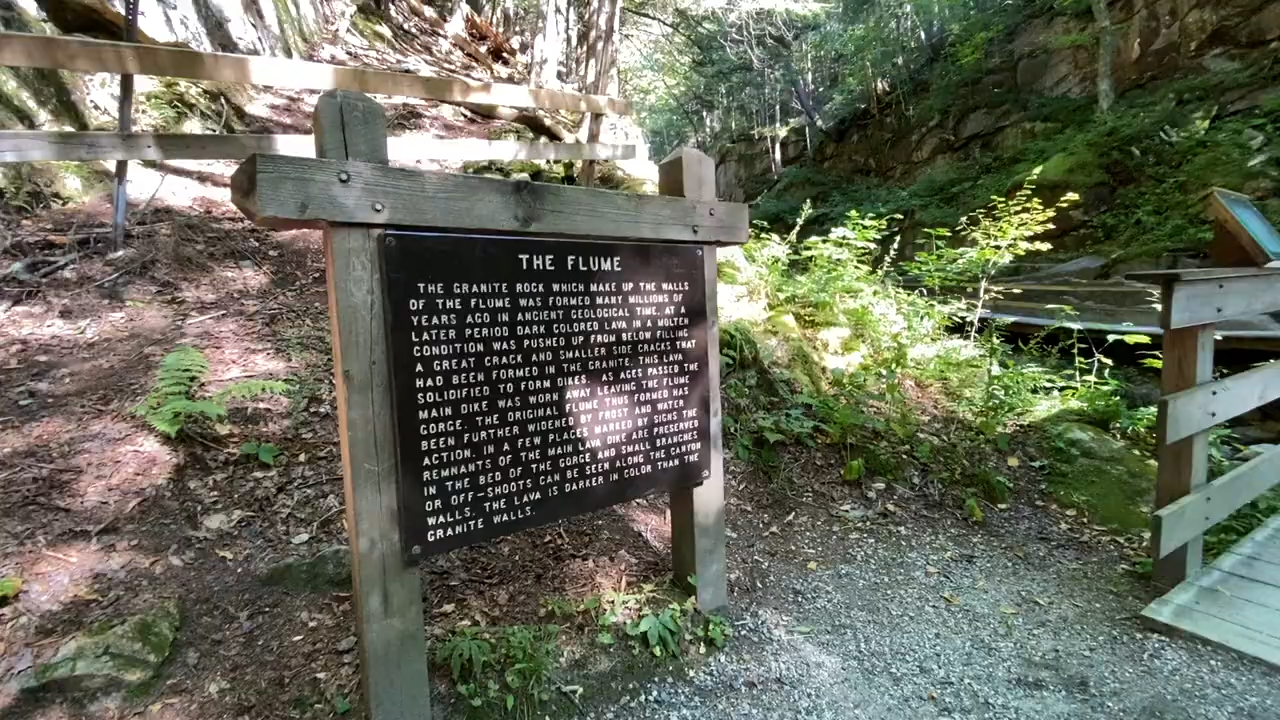 THE FLUME
THE GRANITE ROCK WHICH MAKE UP THE WALLS
OF THE FLUME WAS FORMED MANY MILLIONS OF
YEARS AGO IN ANCIENT GEOLOGICAL TIME. AT A
LATER PERIOD DARK COLORED LAVA IN A MOLTEN
CONDITION WAS PUSHED UP FROM BELOW FILLING
A GREAT CRACK AND SMALLER SIDE CRACKS THAT
HAD BEEN FORMED IN THE GRANITE. THIS LAVA
SOLIDIFIED TO FORM DIKES. AS AGES PASSED THE
MAIN DIKE WAS WORN AWAY LEAVING THE FLUME
GORGE. THE ORIGINAL FLUME THUS FORMED HAS
BEEN FURTHER WIDENED BY FROST AND WATER
ACTION. IN A FEW PLACES MARKED BY SIGNS THE
REMNANTS OF THE MAIN LAVA DIKE ARE PRESERVED
IN THE BED OF THE GORGE AND SMALL BRANCHES
OR OFF-SHOOTS CAN BE SEEN ALONG THE CANYON
WALLS. THE LAVA IS DARKER IN COLOR THAN THE
GRANITE WALLS.